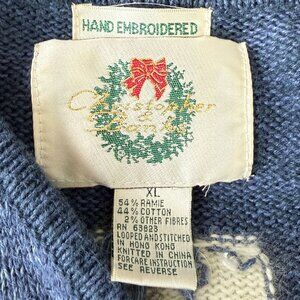 HAND EMBROIDERED
Christopher
& Banks
XL
54% RAMIE
44% COTTON
2% OTHER FIBRES
RN 63823
LOOPED AND STITCHED
IN HONG KONG
KNITTED IN CHINA
FOR CARE INSTRUCTION
SEE REVERSE